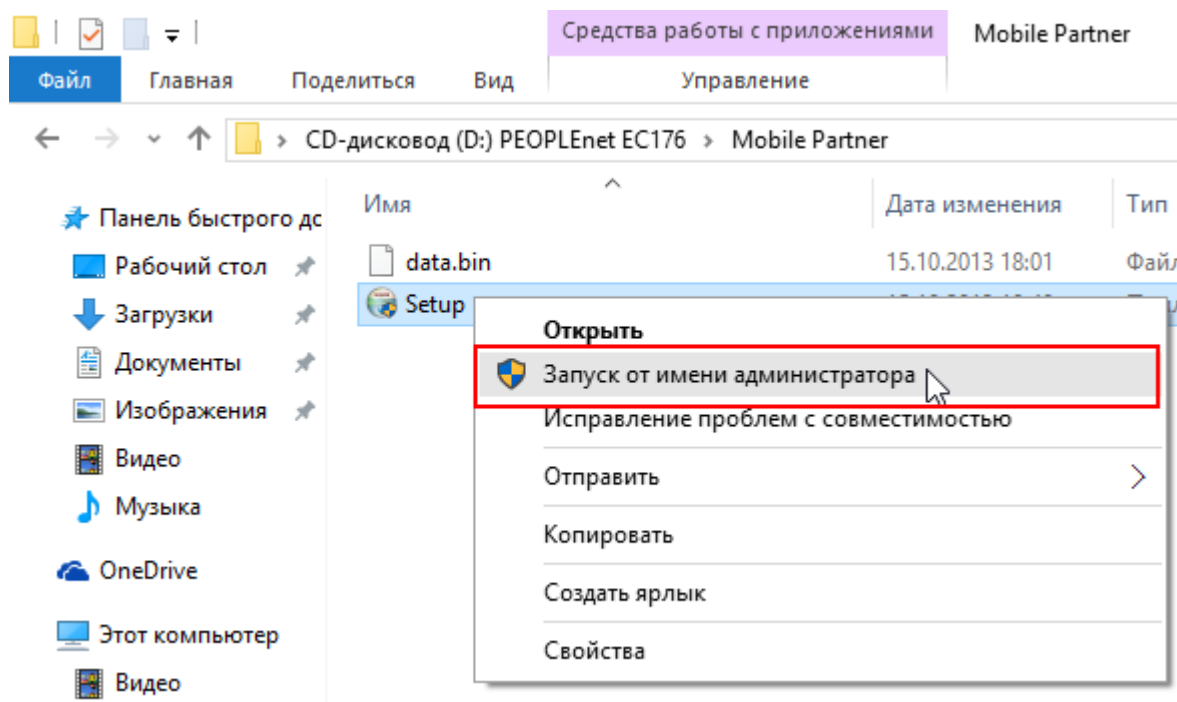 Средства работы с приложениями Mobile Partner
Файл Главная Поделиться Вид Управление
CD-дисковод (D:) PEOPLEnet EC176 Mobile Partner
Имя Дата изменения Тип
Панель быстрого дс
Рабочий стол
Загрузки
Документы
Изображения
Видео
Музыка
OneDrive
Этот компьютер
Видео
data.bin 15.10.2013 18:01 Файл
Setup
Открыть
Запуск от имени администратора
Исправление проблем с совместимостью
Отправить
Копировать
Создать ярлык
Свойства